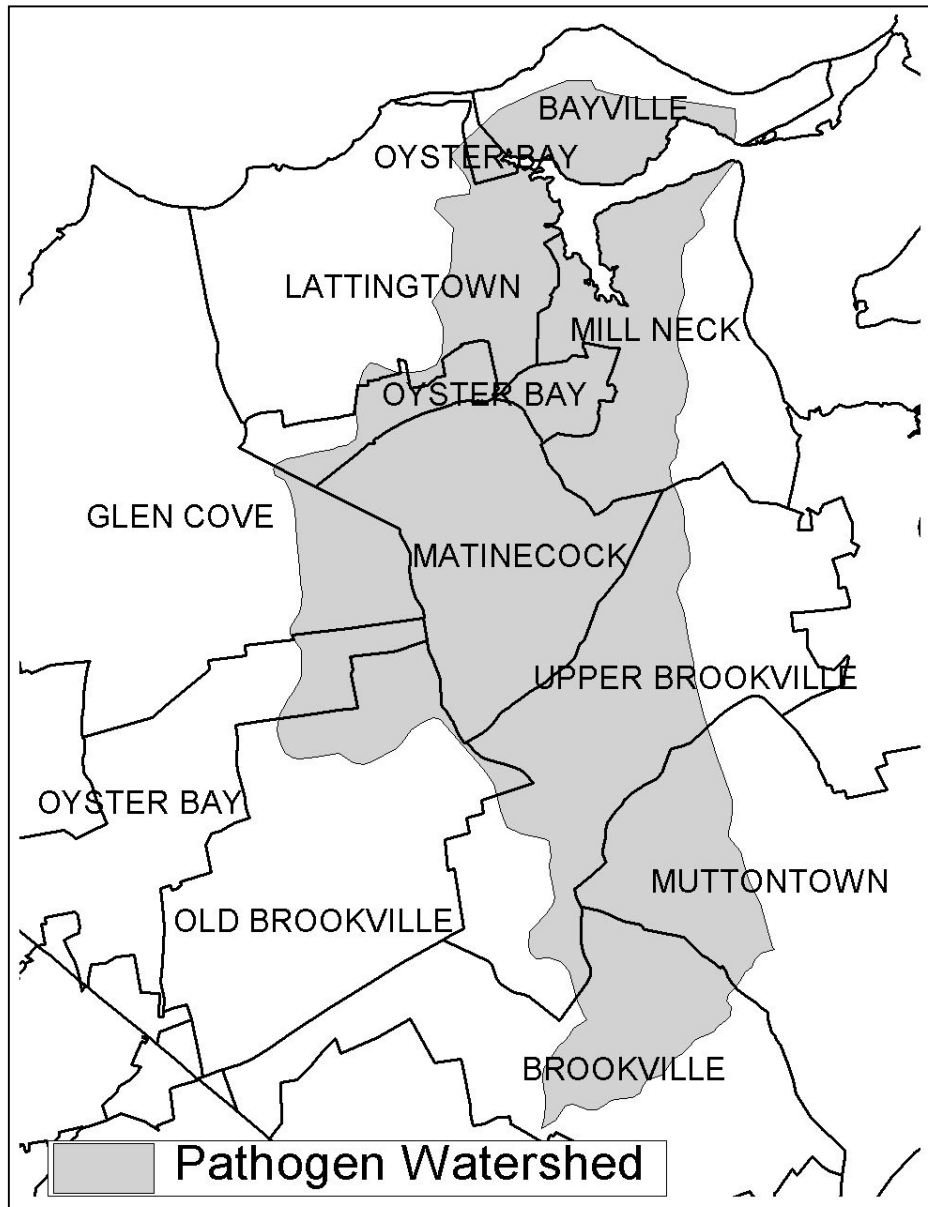 BAYVILLE
OYSTER BAY
LATTINGTOWN
MILL NECK
OYSTER BAY
GLEN COVE
MATINECOCK
UPPER BROOKVILLE
OYSTER BAY
MUTTONTOWN
OLD BROOKVILLE
BROOKVILLE
Pathogen Watershed